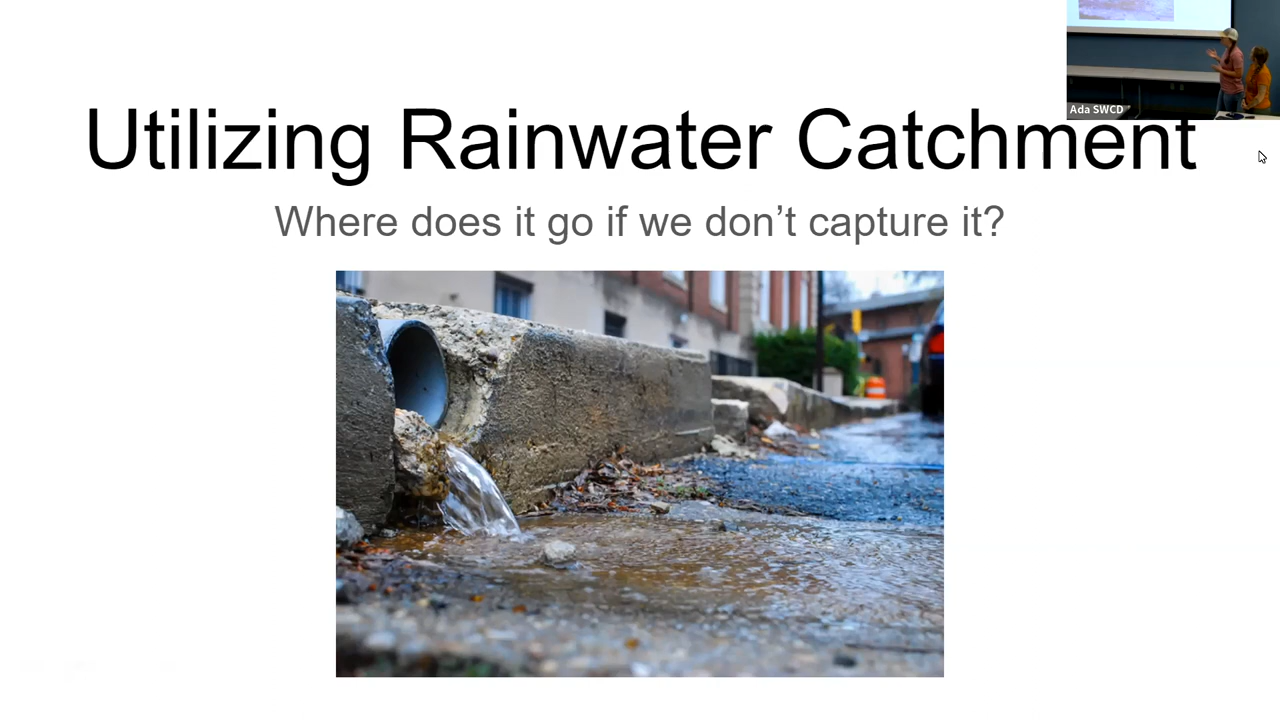 Ada SWCD
Utilizing Rainwater Catchment
Where does it go if we don’t capture it?